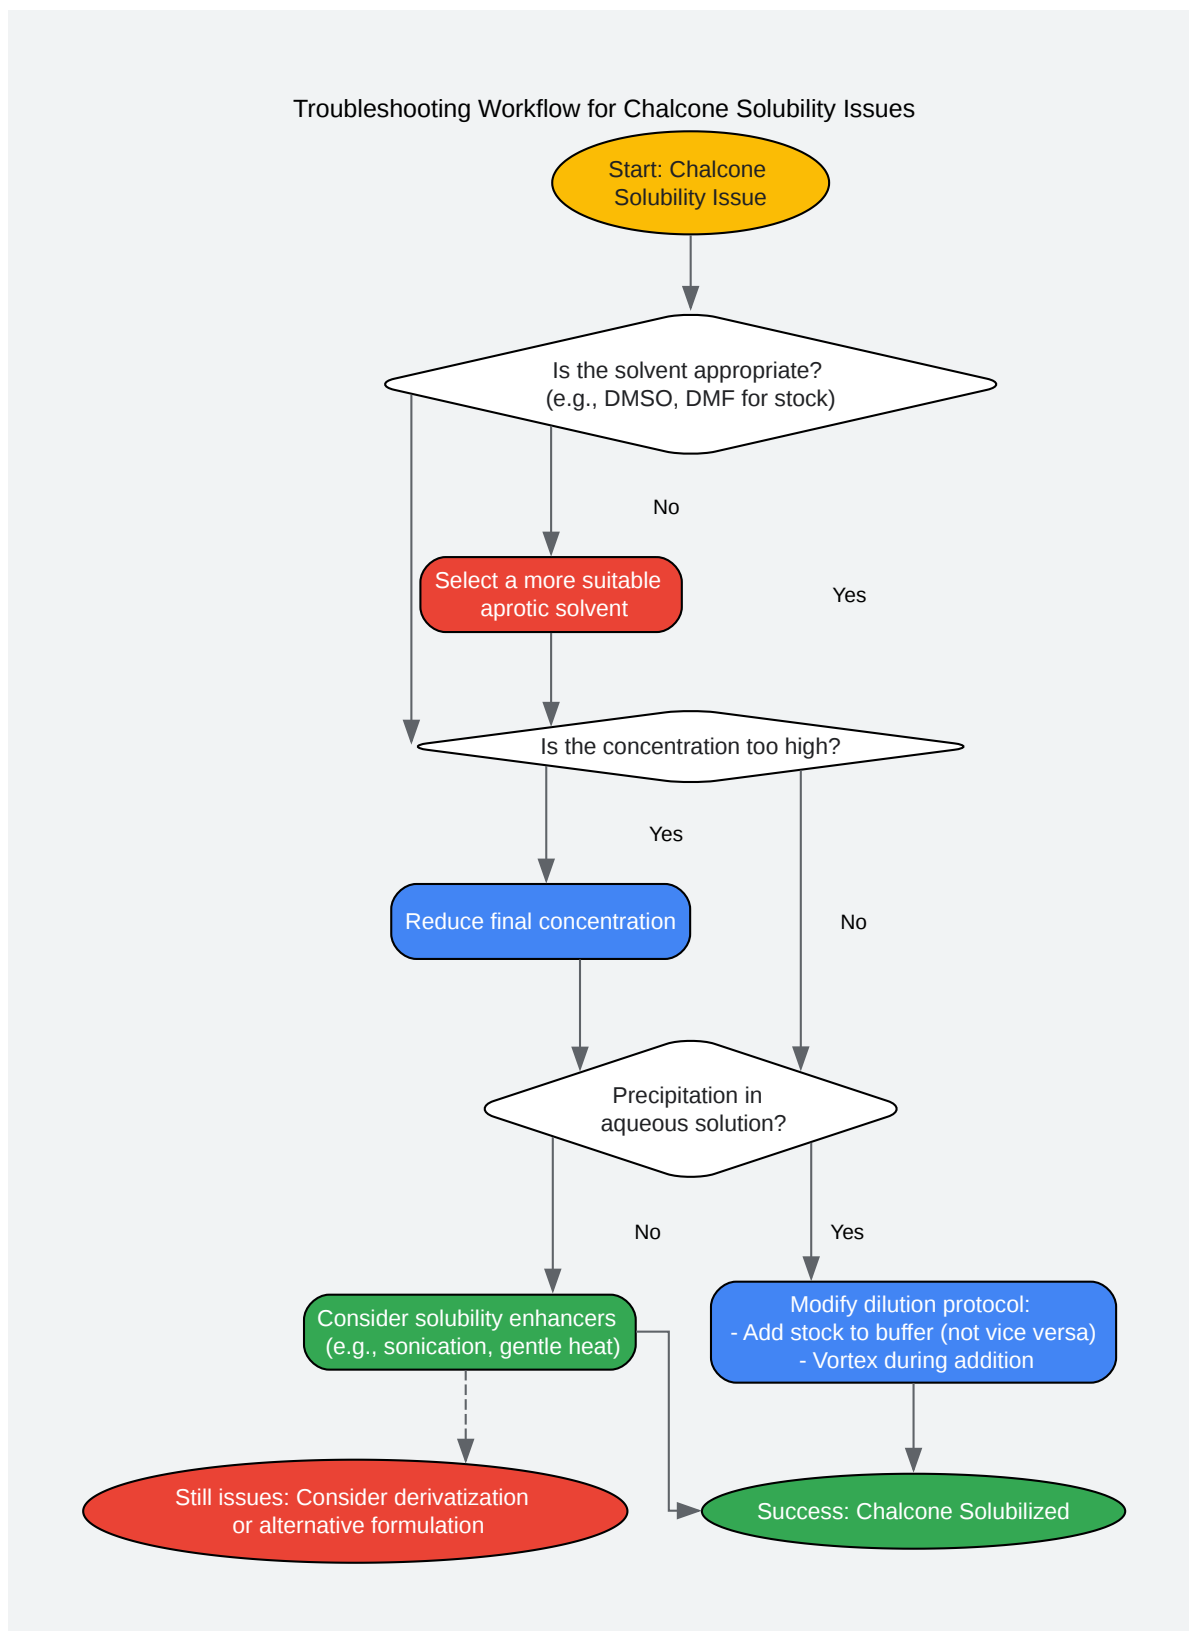 Troubleshooting Workflow for Chalcone Solubility Issues
Start: Chalcone
Solubility Issue
Is the solvent appropriate?
(e.g., DMSO, DMF for stock)
No
Select a more suitable
aprotic solvent
Yes
Is the concentration too high?
Yes
Reduce final concentration
No
Precipitation in
aqueous solution?
No
Yes
Consider solubility enhancers
(e.g., sonication, gentle heat)
Modify dilution protocol:
- Add stock to buffer (not vice versa)
- Vortex during addition
Still issues: Consider derivatization
or alternative formulation
Success: Chalcone Solubilized